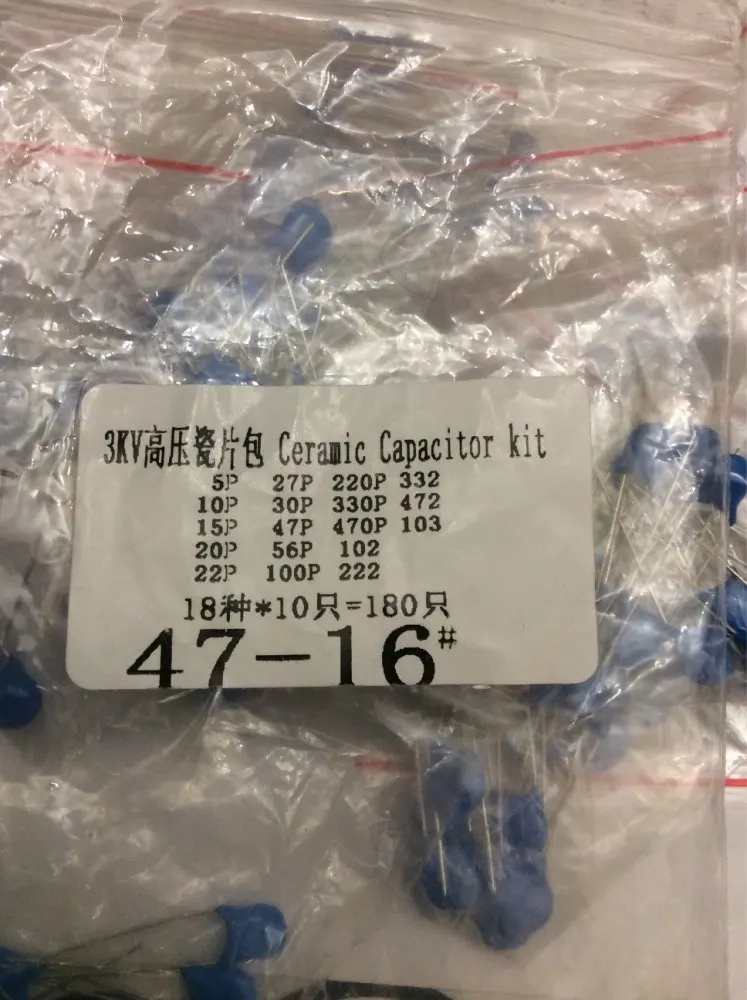 3KV高压瓷片包 Ceramic Capacitor kit
5P 27P 220P 332
10P 30P 330P 472
15P 47P 470P 103
20P 56P 102
22P 100P 222
18种*10只=180只
47-16#